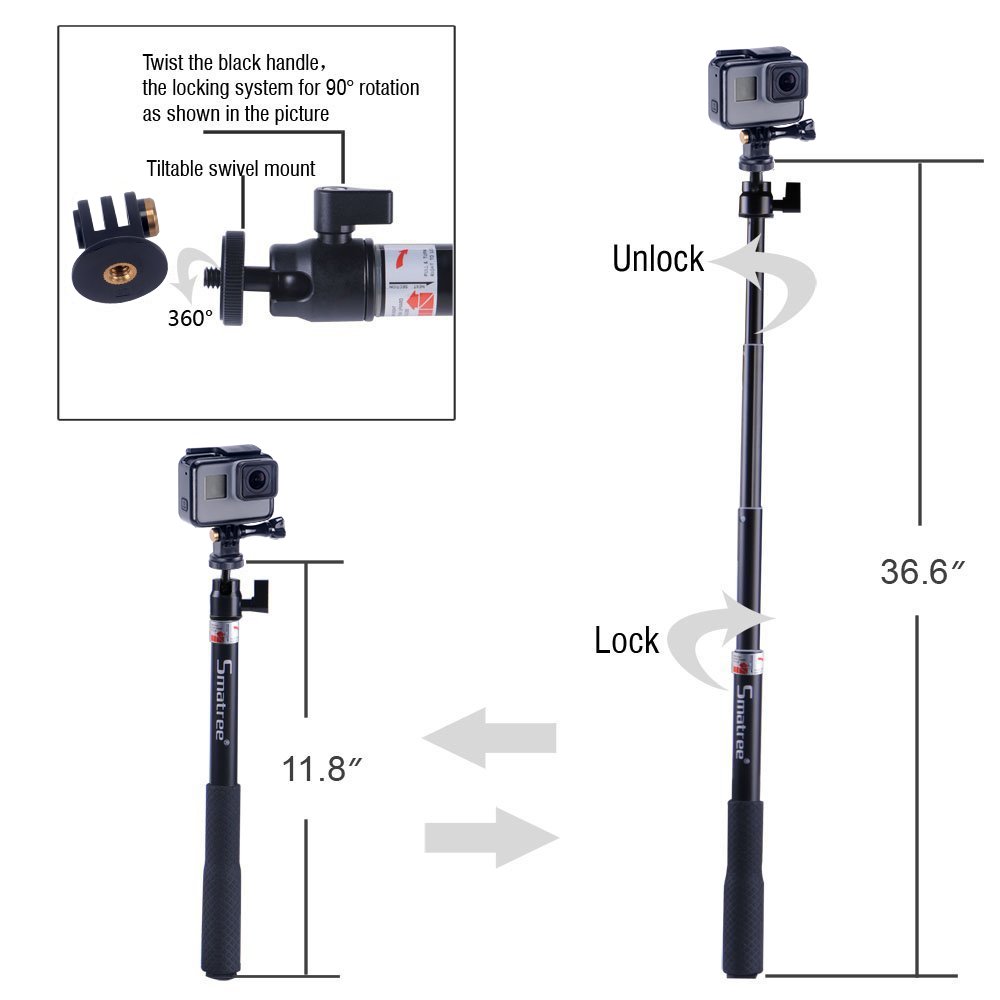 Twist the black handle,
the locking system for 90° rotation
as shown in the picture
Tiltable swivel mount
360°
Unlock
36.6″
Lock
Smatree®
11.8″
Smatree®